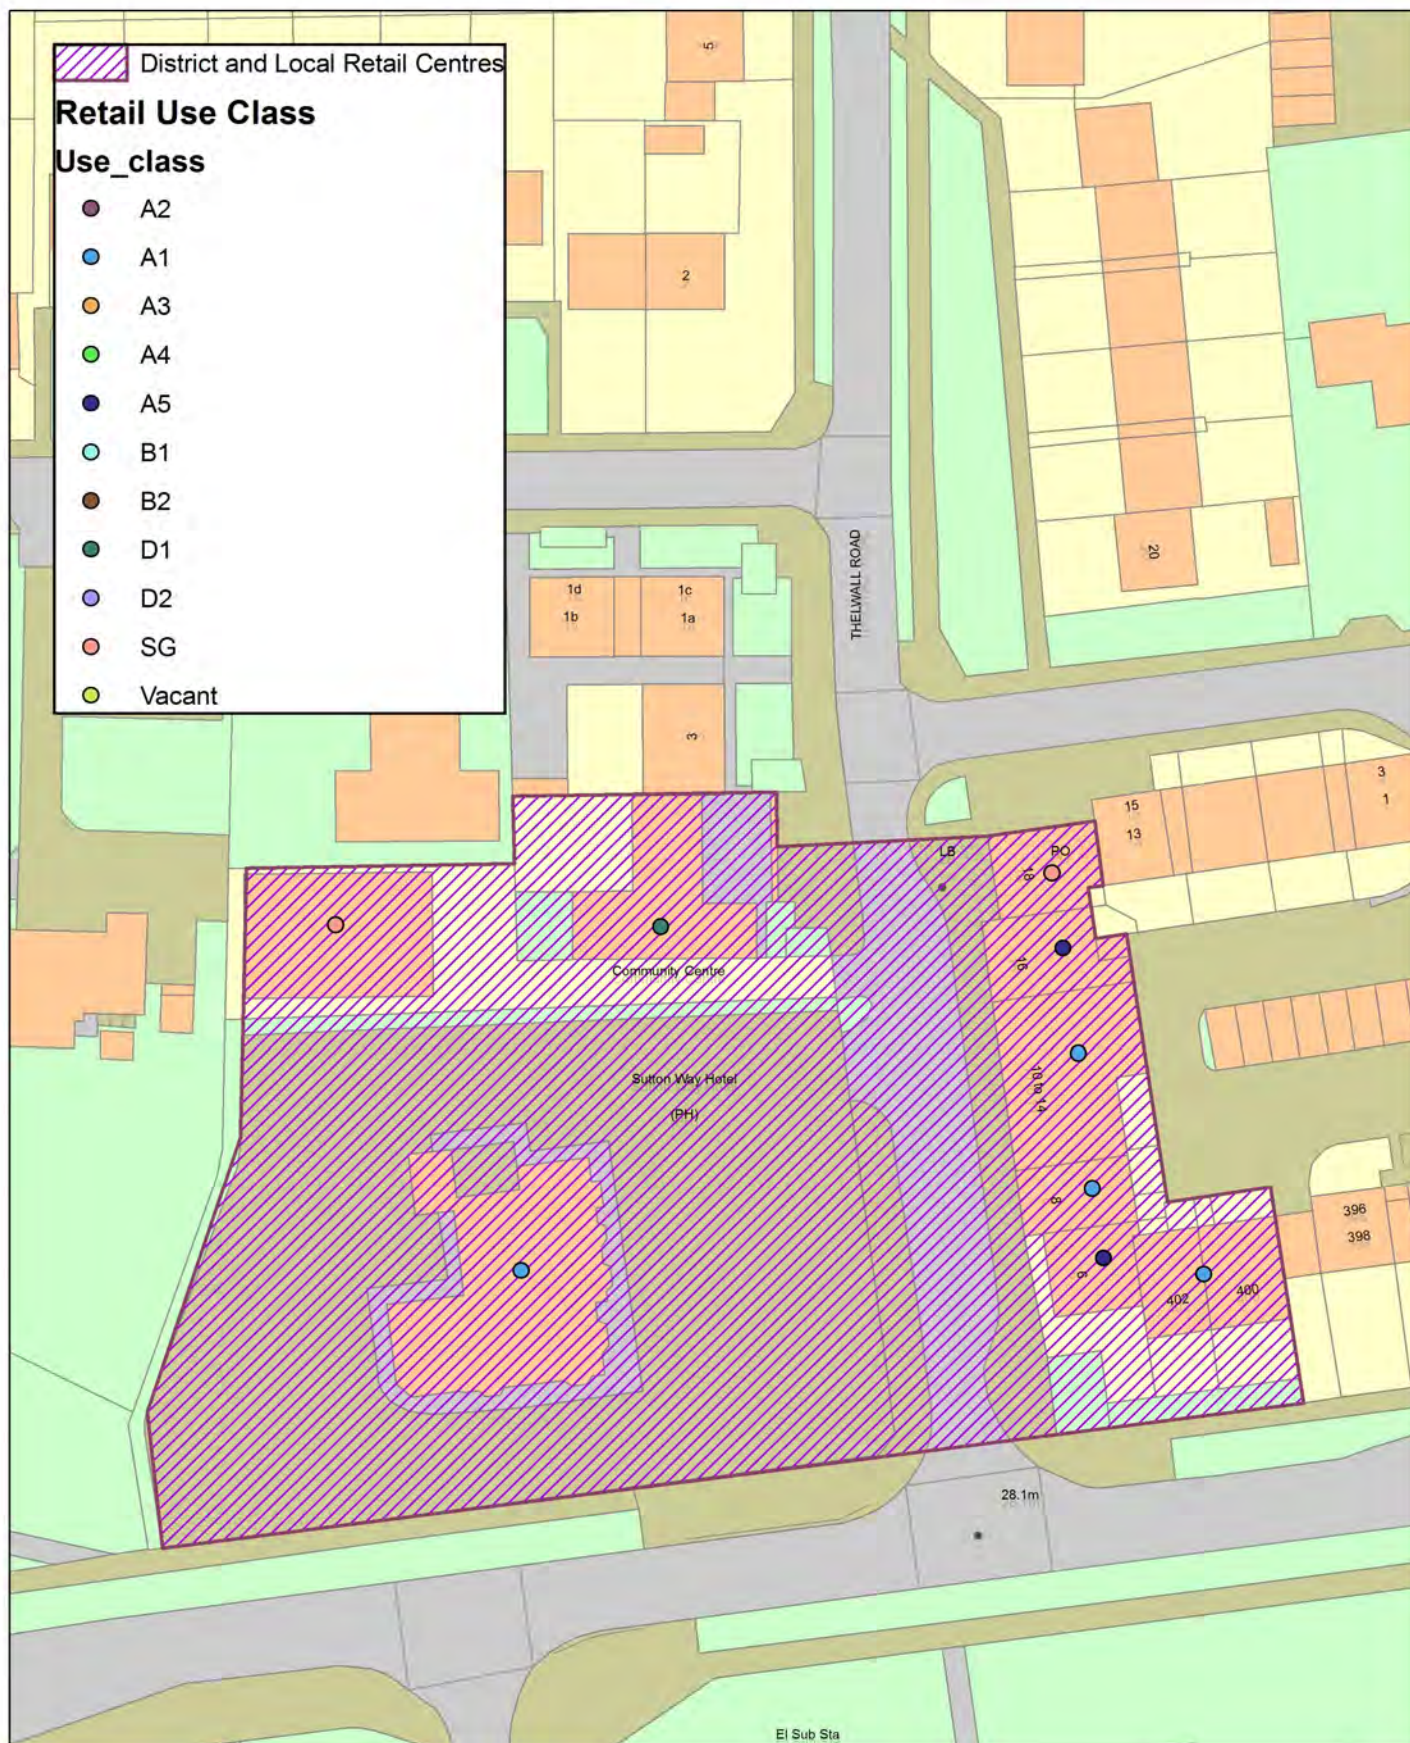 District and Local Retail Centres
Retail Use Class
Use_class
A2
A1
A3
A4
A5
B1
B2
D1
D2
SG
Vacant
5
2
20
THELWALL ROAD
1d
1c
1b
1a
3
3
1
15
13
LB
PO
18
16
Community Centre
Sutton Way Hotel
(PH)
10 to 14
8
6
402
400
396
398
28.1m
El Sub Sta